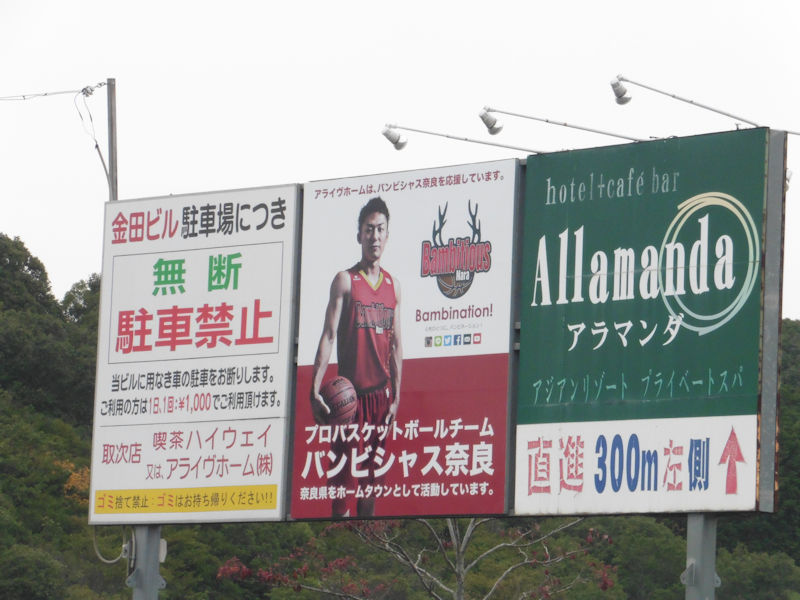 金田ビル 駐車場につき
無断
駐車禁止
当ビルに用なき車の駐車をお断りします。
ご利用の方は1日、1回:¥1,000でご利用頂けます。
取次店 喫茶ハイウェイ
又は、アライヴホーム(株)
ゴミ捨て禁止・ゴミはお持ち帰りください!!
アライヴホームは、バンビシャス奈良を応援しています。
Bambitious
Nara
Bambination!
プロバスケットボールチーム
バンビシャス奈良
奈良県をホームタウンとして活動しています。
hotel+café bar
Allamanda
アラマンダ
アジアンリゾート プライベートスパ
直進 300m 左側 ↑